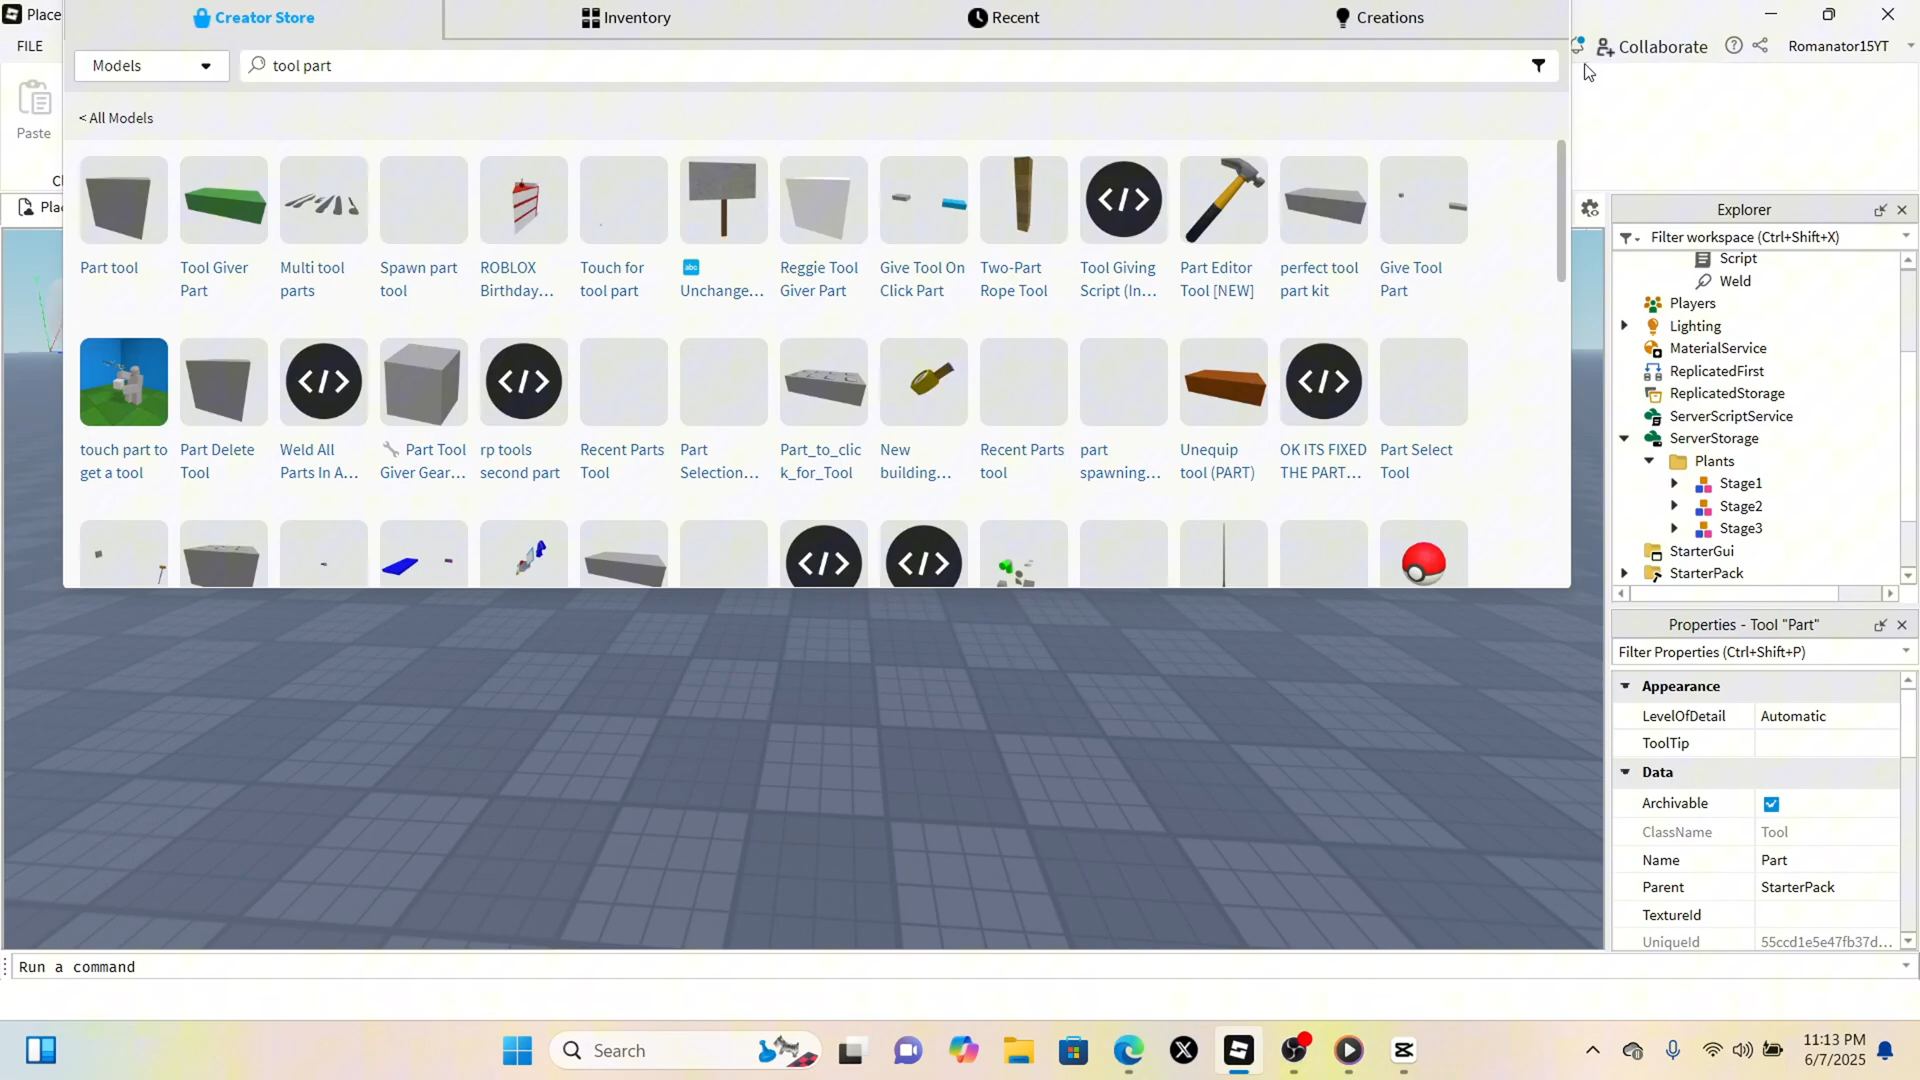 Place
Creator Store
Inventory
Recent
Creations
FILE
Models
tool part
Collaborate
Romanator15YT
Paste
< All Models
Part tool
Tool Giver
Part
Multi tool
parts
Spawn part
tool
ROBLOX
Birthday...
Touch for
tool part
abc
Unchange...
Reggie Tool
Giver Part
Give Tool On
Click Part
Two-Part
Rope Tool
Tool Giving
Script (In...
Part Editor
Tool [NEW]
perfect tool
part kit
Give Tool
Part
touch part to
get a tool
Part Delete
Tool
Weld All
Parts In A...
🔧 Part Tool
Giver Gear...
rp tools
second part
Recent Parts
Tool
Part
Selection...
Part_to_clic
k_for_Tool
New
building...
Recent Parts
tool
part
spawning...
Unequip
tool (PART)
OK ITS FIXED
THE PART...
Part Select
Tool
Explorer
Filter workspace (Ctrl+Shift+X)
Script
Weld
Players
Lighting
MaterialService
ReplicatedFirst
ReplicatedStorage
ServerScriptService
ServerStorage
Plants
Stage1
Stage2
Stage3
StarterGui
StarterPack
Properties - Tool "Part"
Filter Properties (Ctrl+Shift+P)
Appearance
LevelOfDetail Automatic
ToolTip
Data
Archivable
ClassName Tool
Name Part
Parent StarterPack
TextureId
UniqueId 55ccd1e5e47fb37d...
Run a command
Search
11:13 PM
6/7/2025